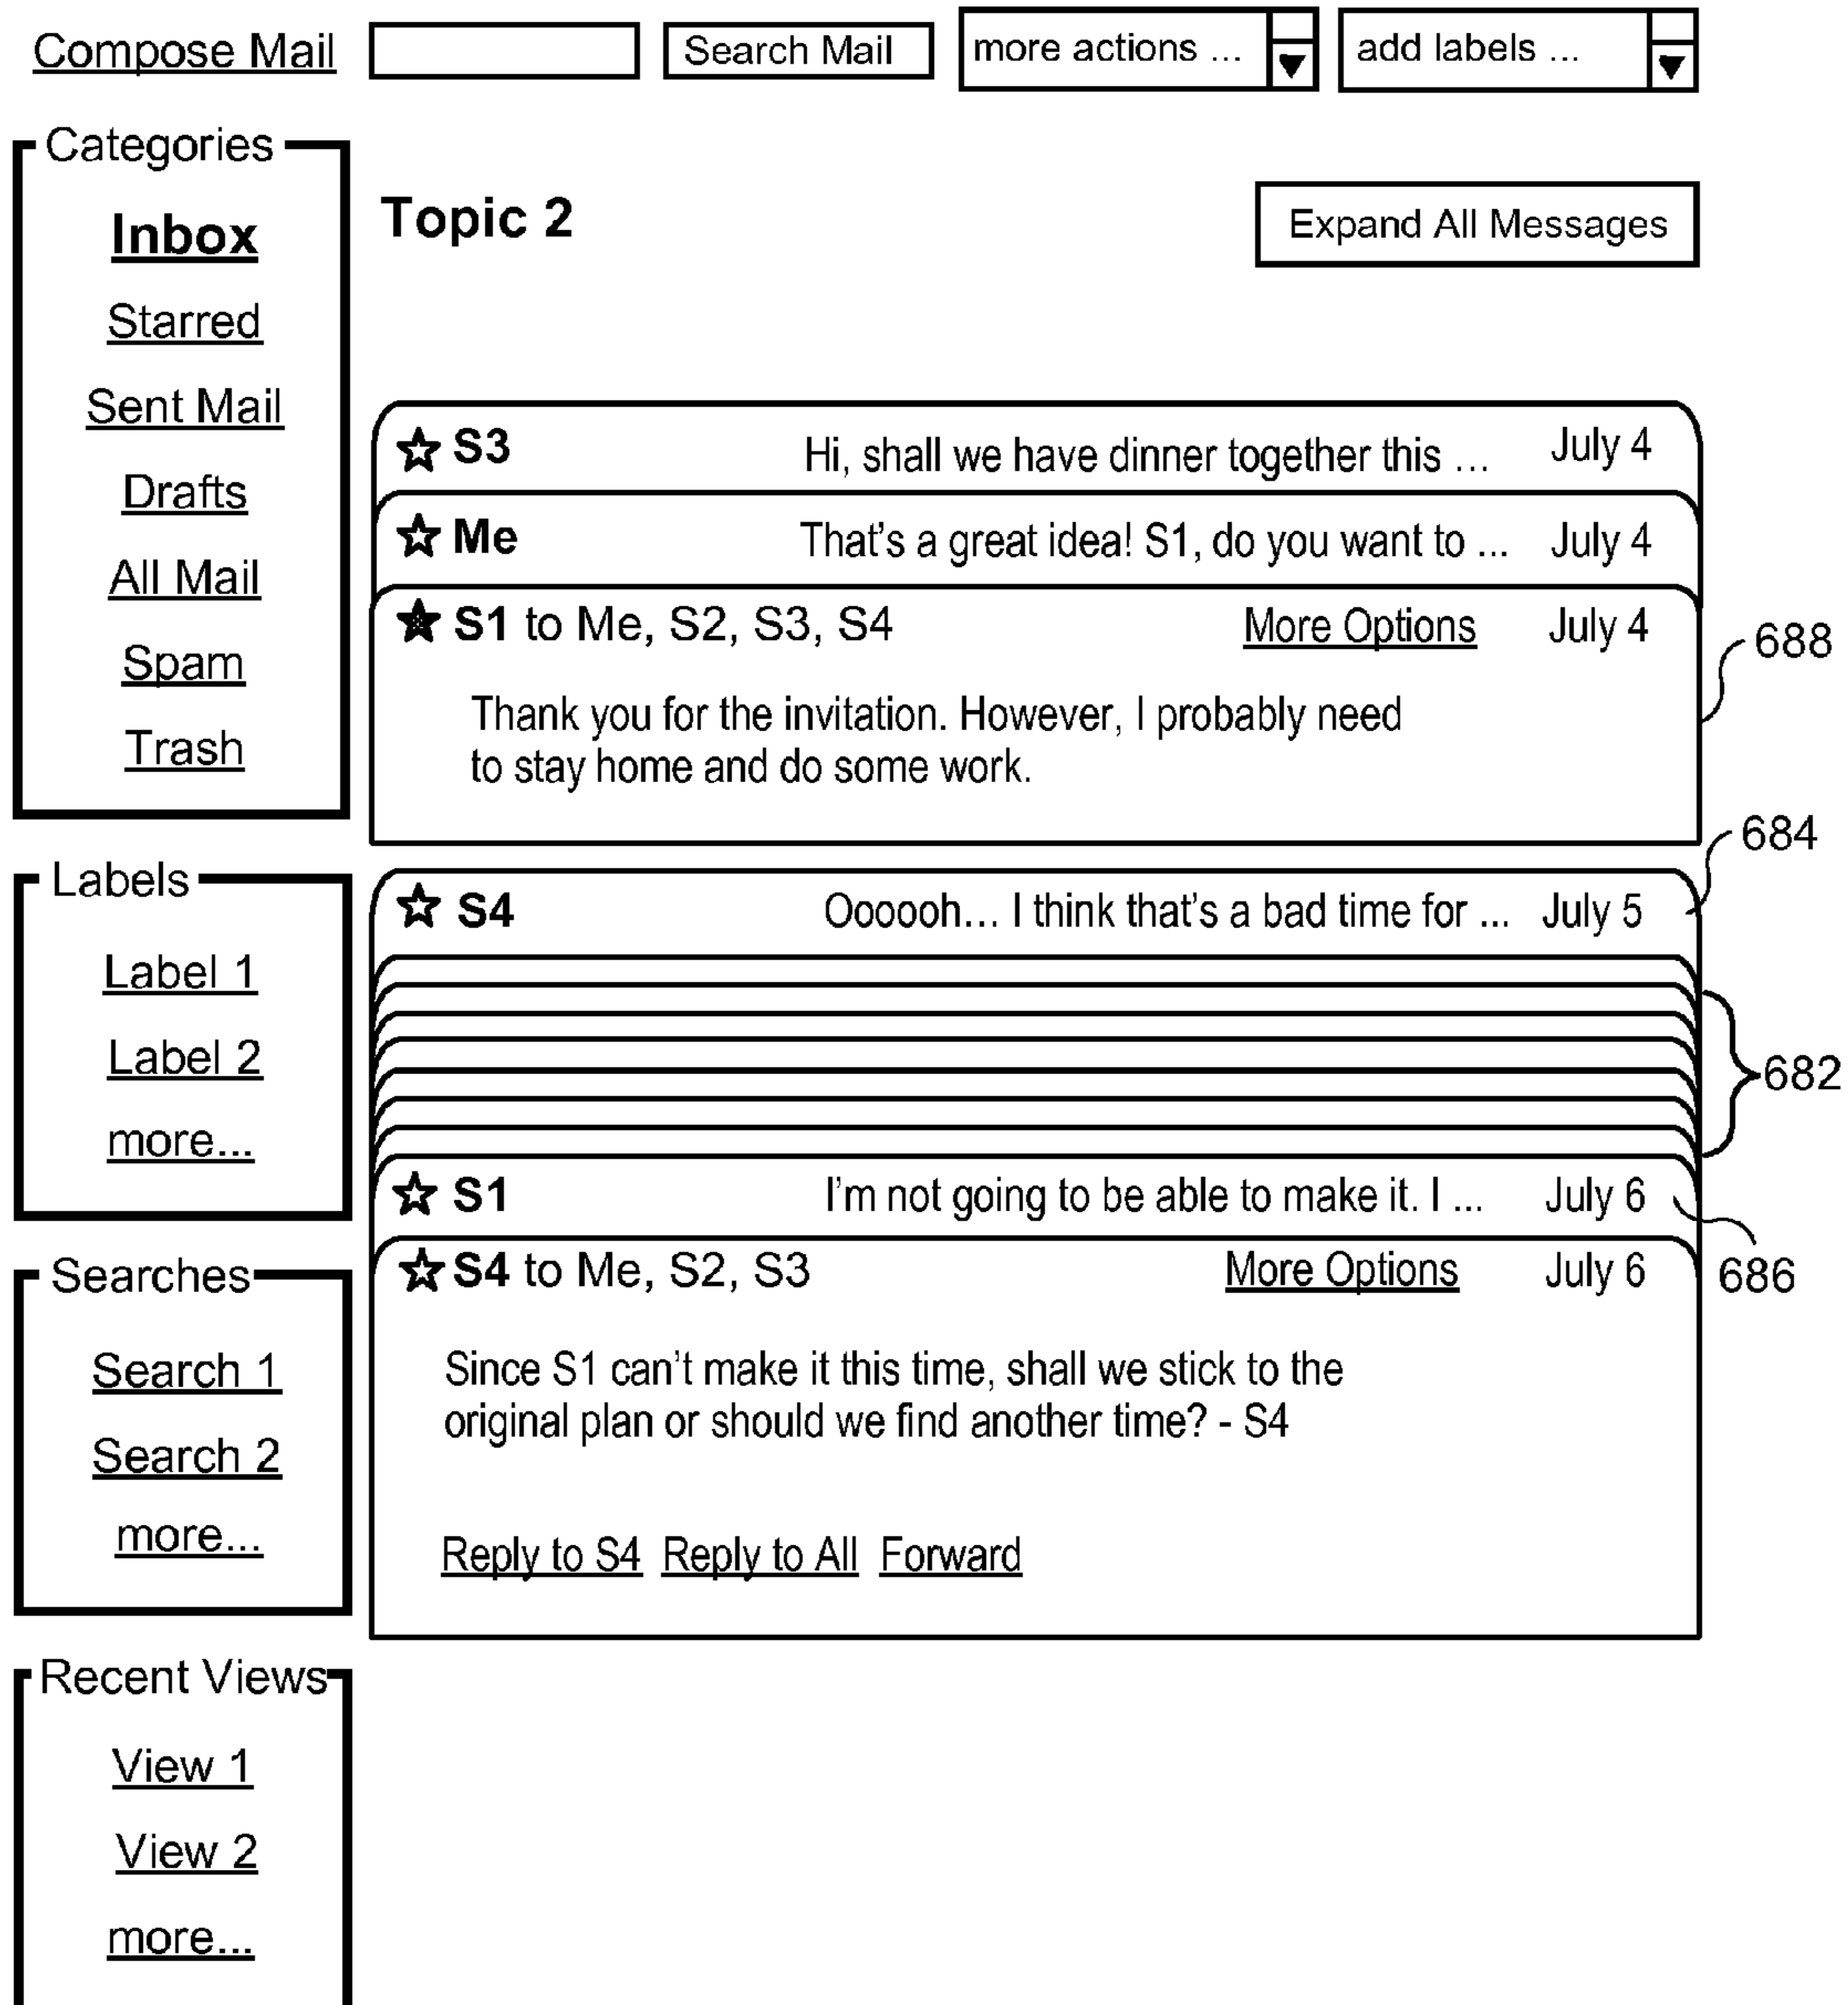 Compose Mail
Search Mail
more actions ...
add labels ...
Categories
Inbox
Starred
Sent Mail
Drafts
All Mail
Spam
Trash
Labels
Label 1
Label 2
more...
Searches
Search 1
Search 2
more...
Recent Views
View 1
View 2
more...
Topic 2
Expand All Messages
S3 Hi, shall we have dinner together this ... July 4
Me That's a great idea! S1, do you want to ... July 4
S1 to Me, S2, S3, S4 More Options July 4
Thank you for the invitation. However, I probably need
to stay home and do some work.
688
684
S4 Oooooh... I think that's a bad time for ... July 5
682
S1 I'm not going to be able to make it. I ... July 6
686
S4 to Me, S2, S3 More Options July 6
Since S1 can't make it this time, shall we stick to the
original plan or should we find another time? - S4
Reply to S4 Reply to All Forward